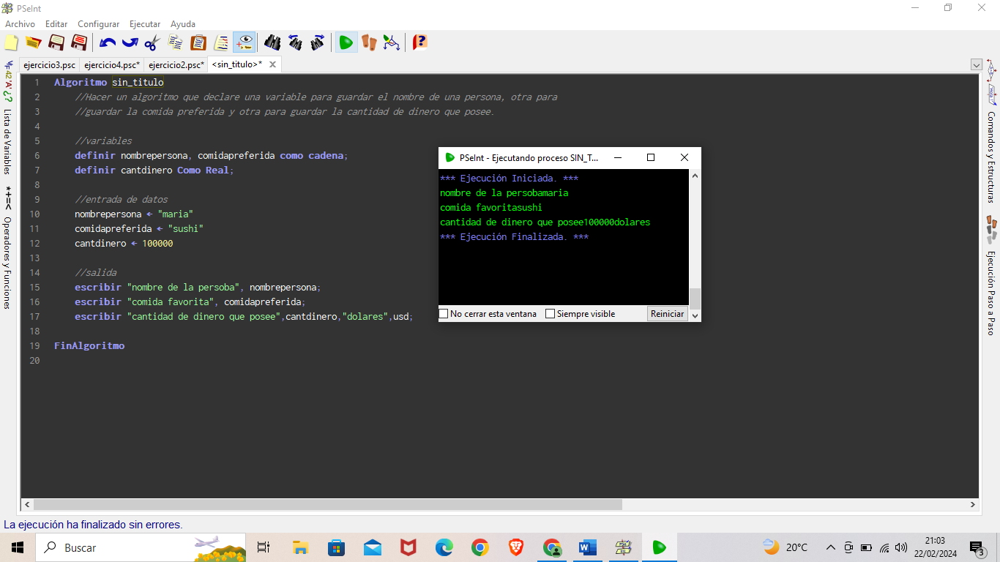 PSeInt
Archivo Editar Configurar Ejecutar Ayuda
ejercicio3.psc ejercicio4.psc* ejercicio2.psc* <sin_titulo>*
1 Algoritmo sin_titulo
2 //Hacer un algoritmo que declare una variable para guardar el nombre de una persona, otra para
3 //guardar la comida preferida y otra para guardar la cantidad de dinero que posee.
4
5 //variables
6 definir nombrepersona, comidapreferida como cadena;
7 definir cantdinero Como Real;
8
9 //entrada de datos
10 nombrepersona ← "maria"
11 comidapreferida ← "sushi"
12 cantdinero ← 100000
13
14 //salida
15 escribir "nombre de la persoba", nombrepersona;
16 escribir "comida favorita", comidapreferida;
17 escribir "cantidad de dinero que posee",cantdinero,"dolares",usd;
18
19 FinAlgoritmo
20
42 'A' ¿?
Lista de Variables
*+=<
Operadores y Funciones
PSeInt - Ejecutando proceso SIN_T...
*** Ejecución Iniciada. ***
nombre de la persobamaria
comida favoritasushi
cantidad de dinero que posee100000dolares
*** Ejecución Finalizada. ***
No cerrar esta ventana Siempre visible Reiniciar
Comandos y Estructuras
Ejecución Paso a Paso
La ejecución ha finalizado sin errores.
Buscar
20°C
21:03
22/02/2024
3